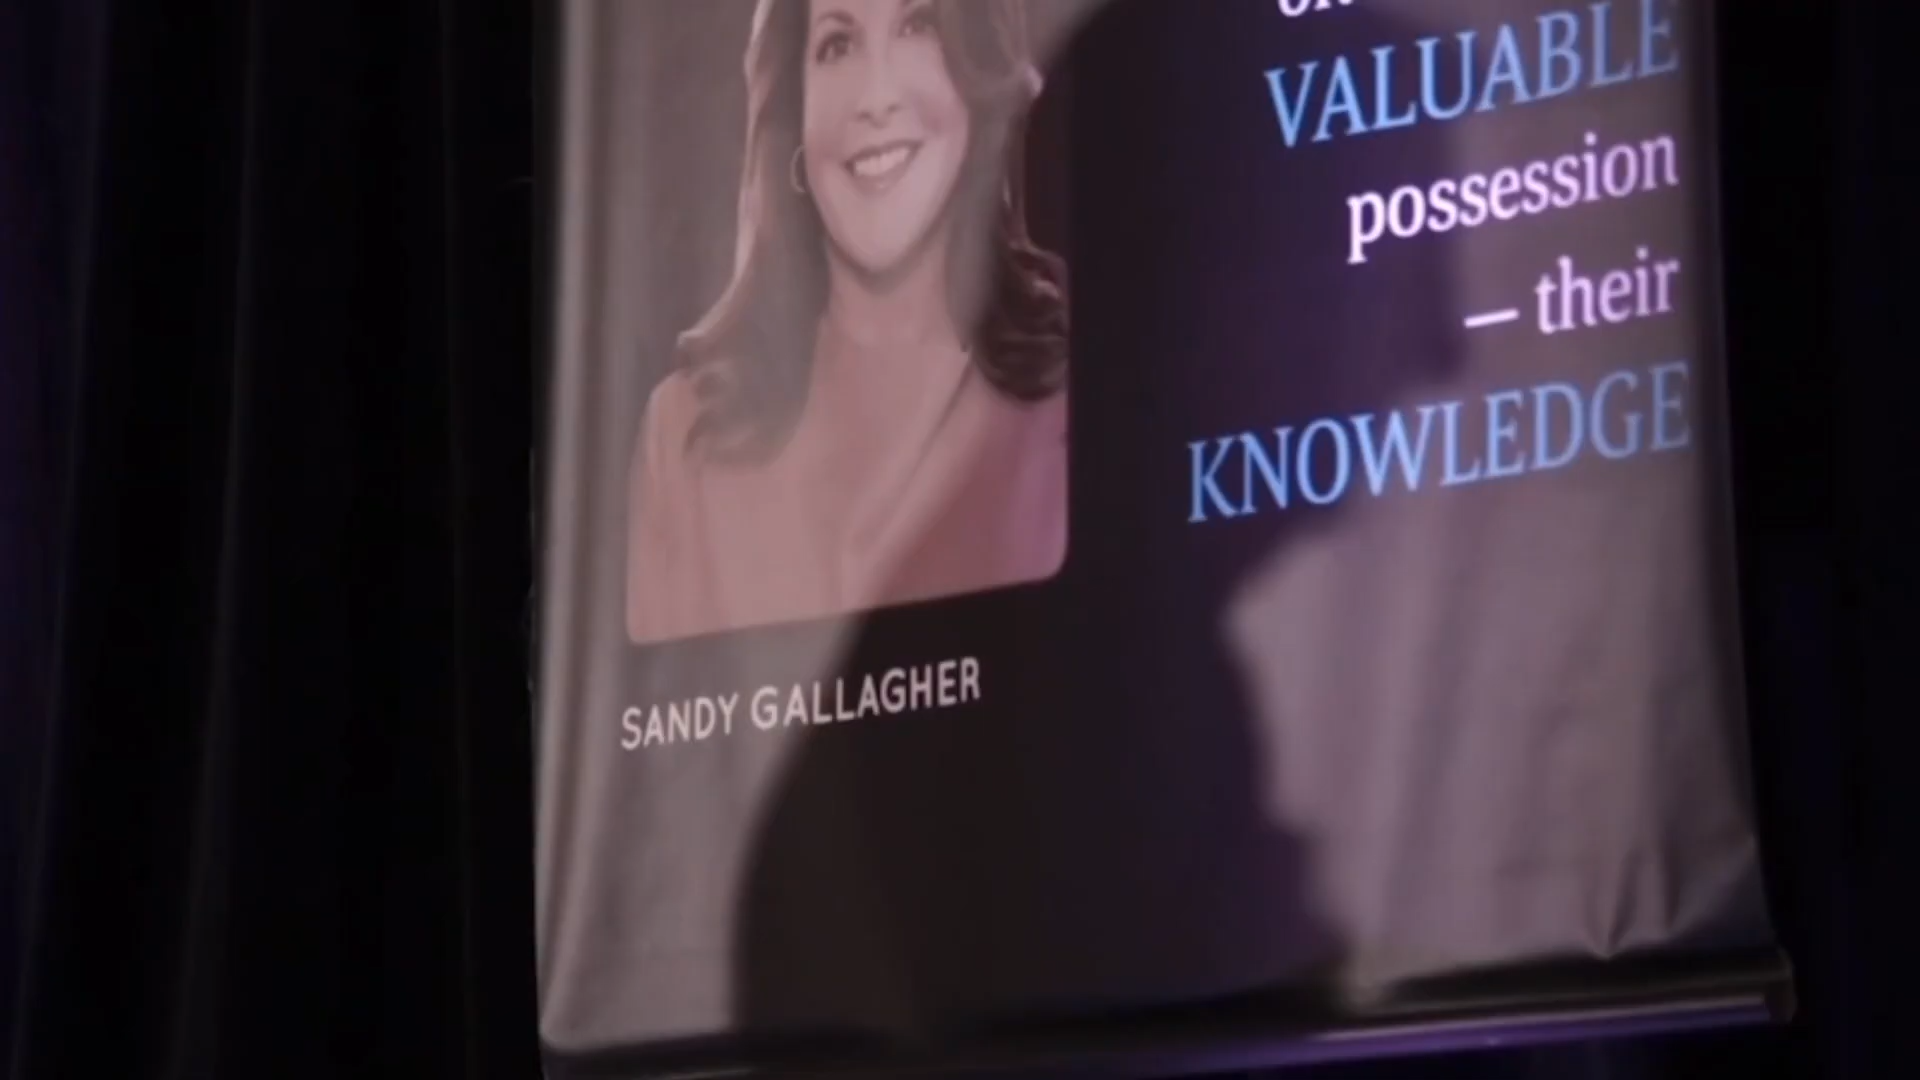 VALUABLE
possession
— their
KNOWLEDGE
SANDY GALLAGHER